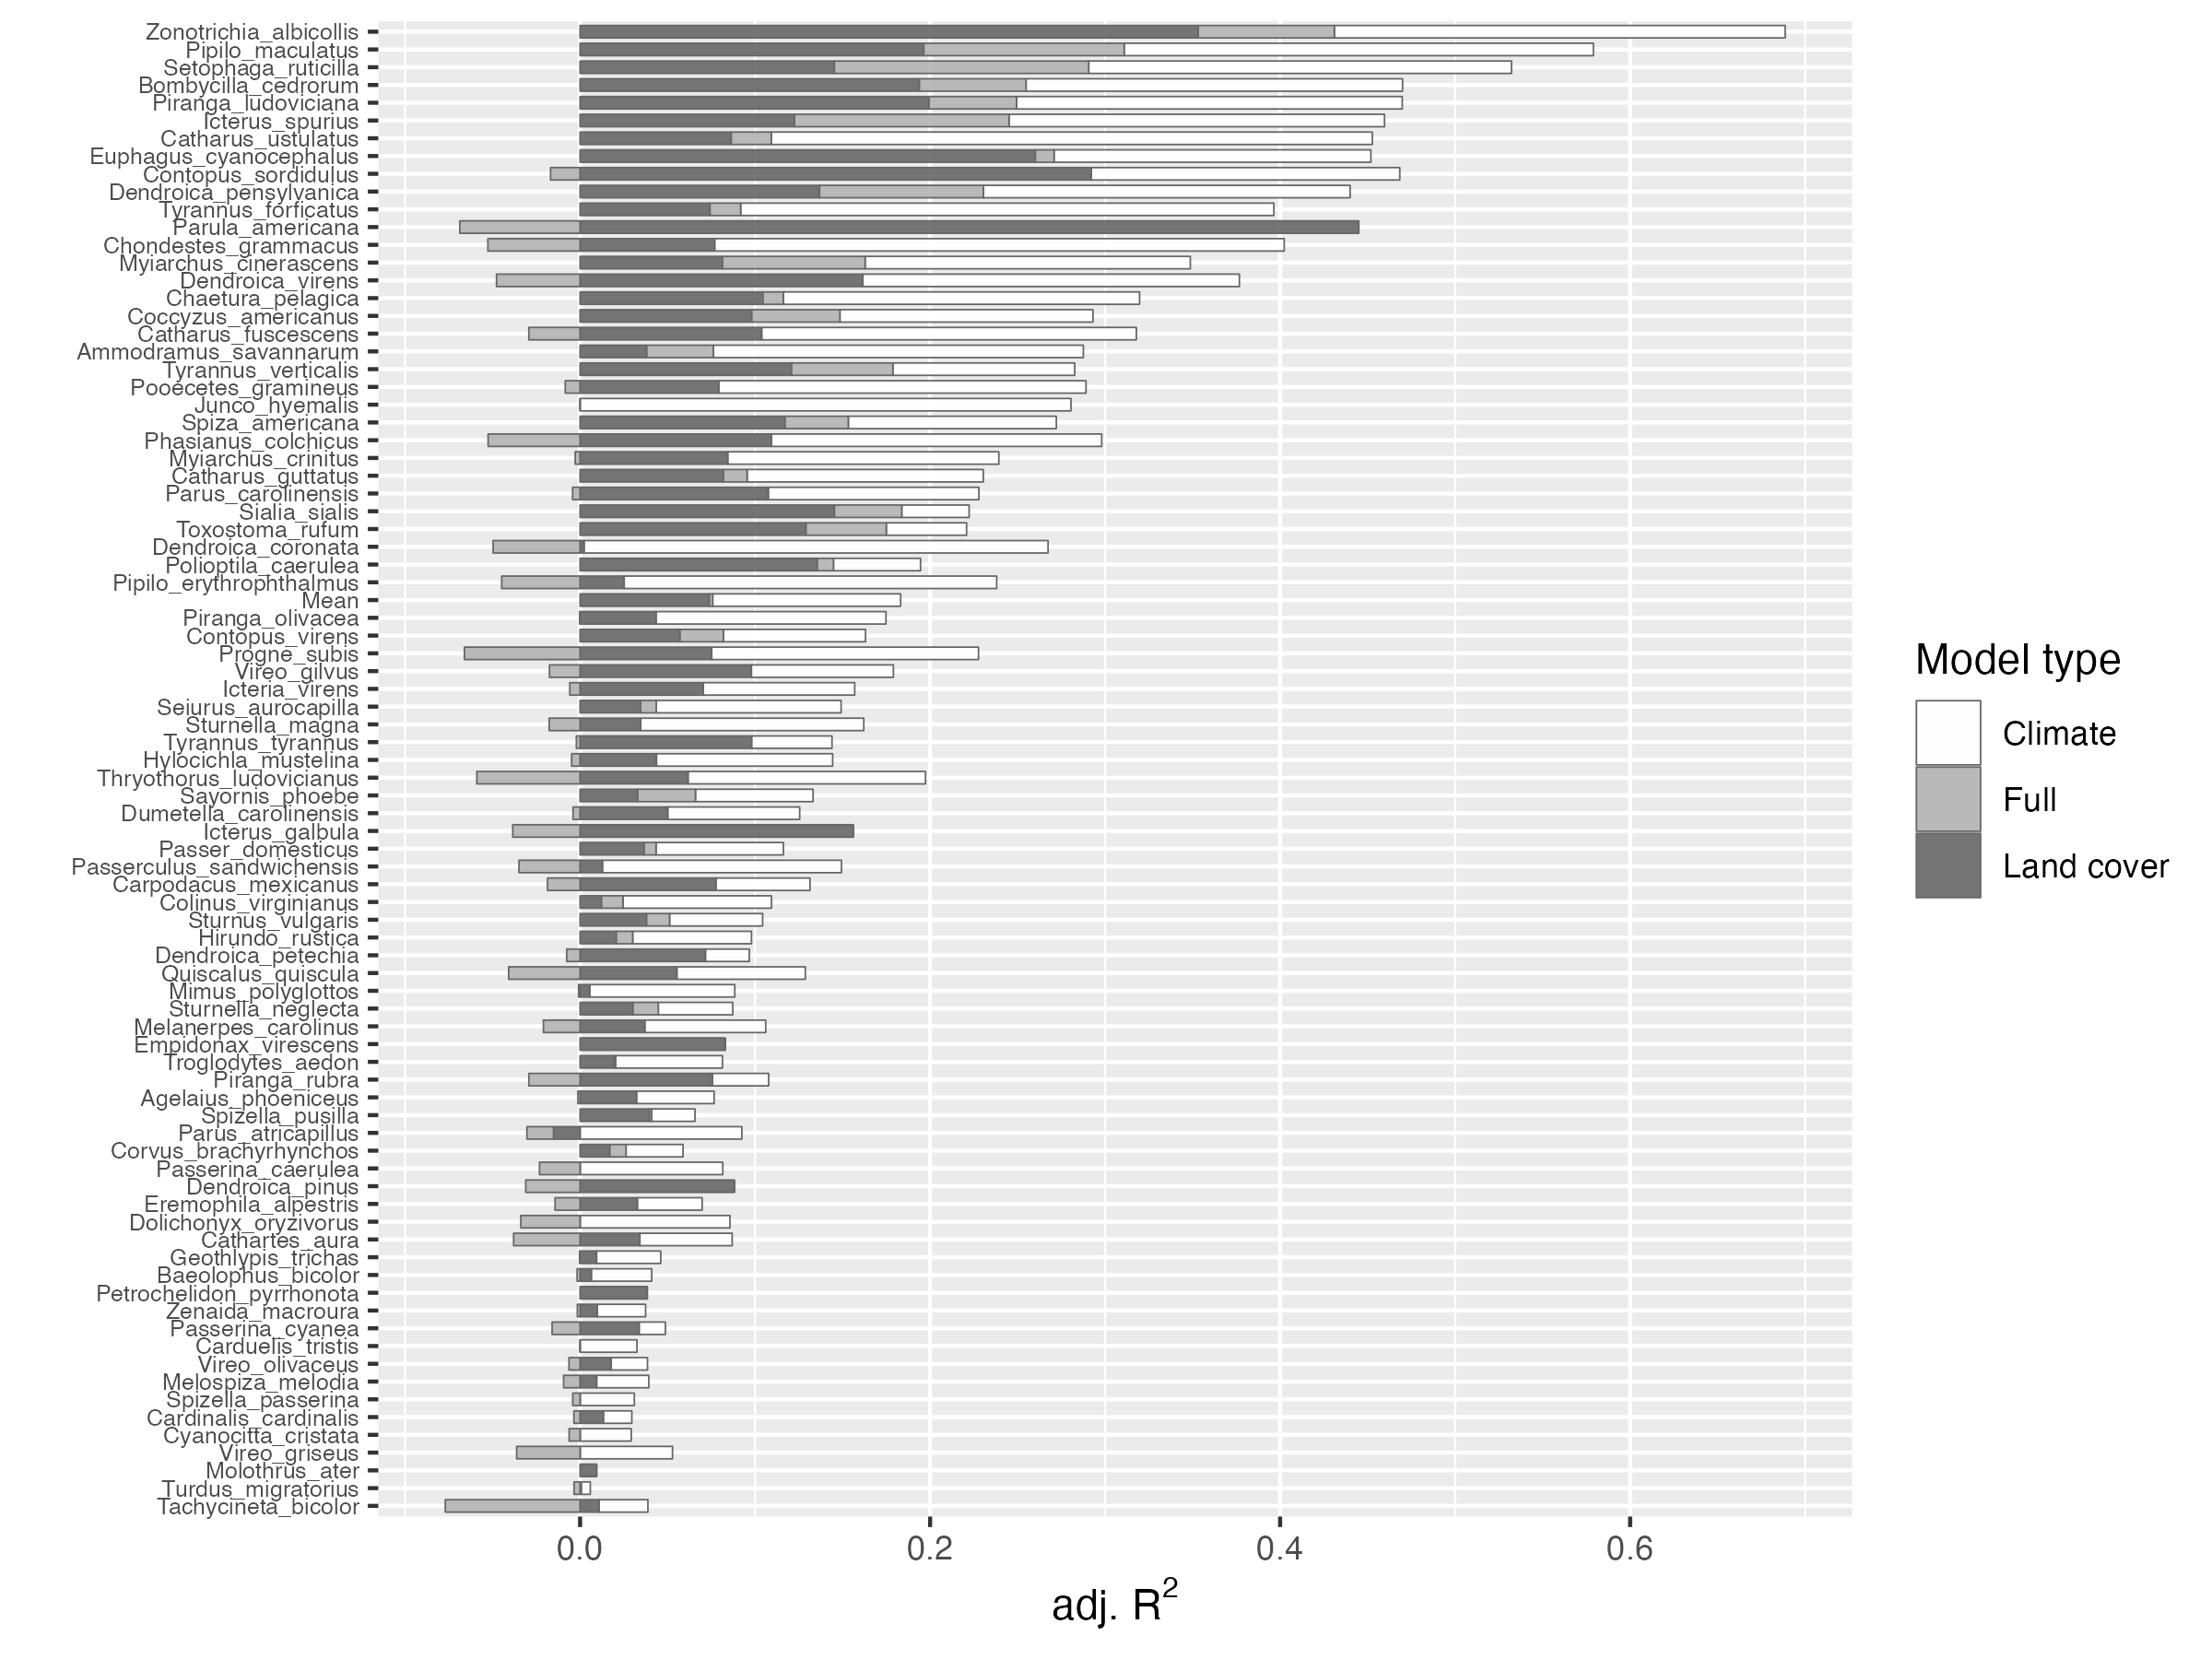 Zonotrichia_albicollis
Pipilo_maculatus
Setophaga_ruticilla
Bombycilla_cedrorum
Piranga_ludoviciana
Icterus_spurius
Catharus_ustulatus
Euphagus_cyanocephalus
Contopus_sordidulus
Dendroica_pensylvanica
Tyrannus_forficatus
Parula_americana
Chondestes_grammacus
Myiarchus_cinerascens
Dendroica_virens
Chaetura_pelagica
Coccyzus_americanus
Catharus_fuscescens
Ammodramus_savannarum
Tyrannus_verticalis
Pooecetes_gramineus
Junco_hyemalis
Spiza_americana
Phasianus_colchicus
Myiarchus_crinitus
Catharus_guttatus
Parus_carolinensis
Sialia_sialis
Toxostoma_rufum
Dendroica_coronata
Polioptila_caerulea
Pipilo_erythrophthalmus
Mean
Piranga_olivacea
Contopus_virens
Progne_subis
Vireo_gilvus
Icteria_virens
Seiurus_aurocapilla
Sturnella_magna
Tyrannus_tyrannus
Hylocichla_mustelina
Thryothorus_ludovicianus
Sayornis_phoebe
Dumetella_carolinensis
Icterus_galbula
Passer_domesticus
Passerculus_sandwichensis
Carpodacus_mexicanus
Colinus_virginianus
Sturnus_vulgaris
Hirundo_rustica
Dendroica_petechia
Quiscalus_quiscula
Mimus_polyglottos
Sturnella_neglecta
Melanerpes_carolinus
Empidonax_virescens
Troglodytes_aedon
Piranga_rubra
Agelaius_phoeniceus
Spizella_pusilla
Parus_atricapillus
Corvus_brachyrhynchos
Passerina_caerulea
Dendroica_pinus
Eremophila_alpestris
Dolichonyx_oryzivorus
Cathartes_aura
Geothlypis_trichas
Baeolophus_bicolor
Petrochelidon_pyrrhonota
Zenaida_macroura
Passerina_cyanea
Carduelis_tristis
Vireo_olivaceus
Melospiza_melodia
Spizella_passerina
Cardinalis_cardinalis
Cyanocitta_cristata
Vireo_griseus
Molothrus_ater
Turdus_migratorius
Tachycineta_bicolor
0.0 0.2 0.4 0.6
adj. R²
Model type
Climate
Full
Land cover